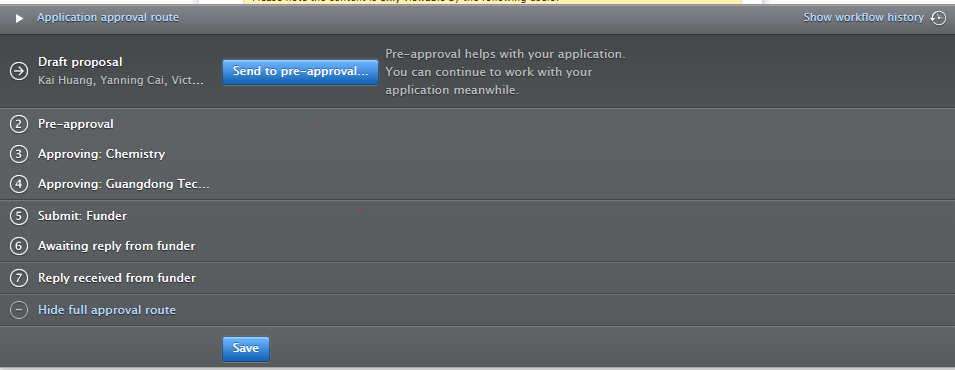 Application approval route
Show workflow history
Draft proposal
Kai Huang, Yanning Cai, Vict...
Send to pre-approval...
Pre-approval helps with your application.
You can continue to work with your
application meanwhile.
2 Pre-approval
3 Approving: Chemistry
4 Approving: Guangdong Tec...
5 Submit: Funder
6 Awaiting reply from funder
7 Reply received from funder
Hide full approval route
Save